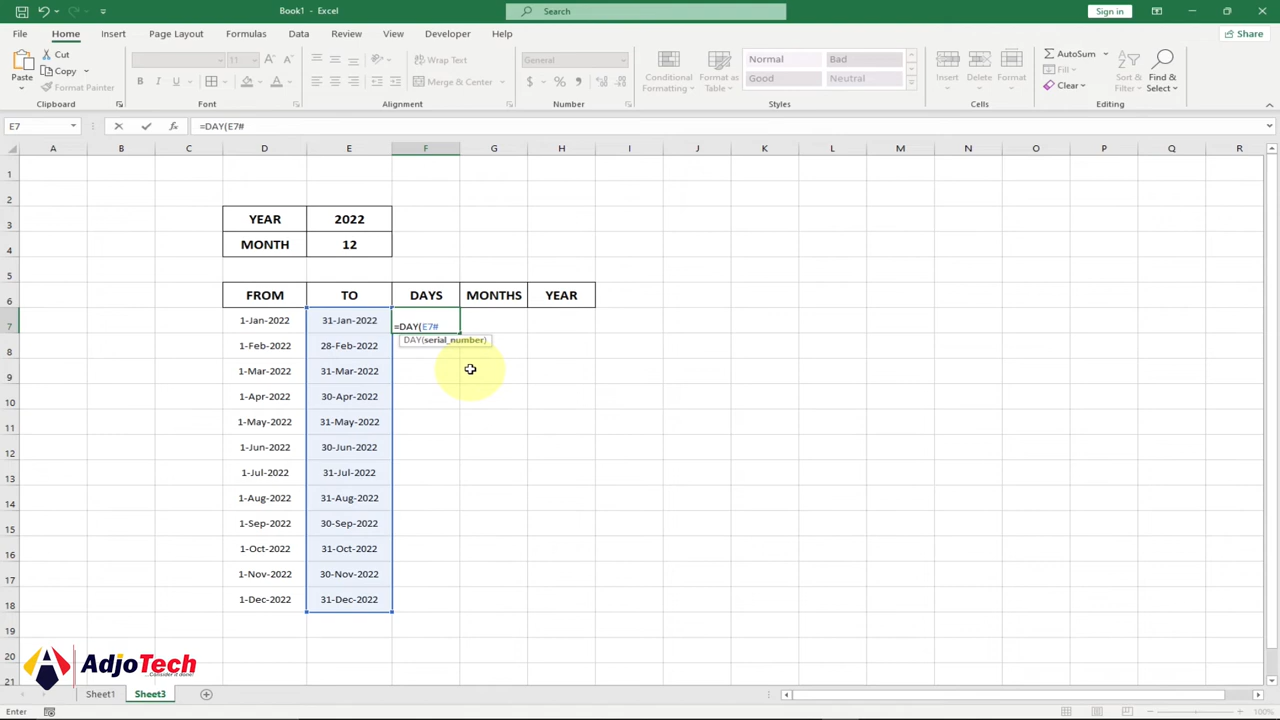 Book1 - Excel
Search
Sign in
File Home Insert Page Layout Formulas Data Review View Developer Help
Share
Paste
Cut
Copy
Format Painter
Clipboard
11
B I U
Font
Wrap Text
Merge & Center
Alignment
General
$ % ,
Number
Conditional Formatting
Format as Table
Normal Bad
Good Neutral
Styles
Insert Delete Format
Cells
AutoSum
Fill
Clear
Sort & Filter
Find & Select
Editing
E7
=DAY(E7#
A B C D E F G H I J K L M N O P Q R
1
2
YEAR 2022
3
MONTH 12
4
5
FROM TO DAYS MONTHS YEAR
6
1-Jan-2022 31-Jan-2022 =DAY(E7#
7
DAY(serial_number)
1-Feb-2022 28-Feb-2022
8
1-Mar-2022 31-Mar-2022
9
1-Apr-2022 30-Apr-2022
10
1-May-2022 31-May-2022
11
1-Jun-2022 30-Jun-2022
12
1-Jul-2022 31-Jul-2022
13
1-Aug-2022 31-Aug-2022
14
1-Sep-2022 30-Sep-2022
15
1-Oct-2022 31-Oct-2022
16
1-Nov-2022 30-Nov-2022
17
1-Dec-2022 31-Dec-2022
18
19
20
21
AdjoTech
...Consider it done!
Sheet1 Sheet3
Enter
100%